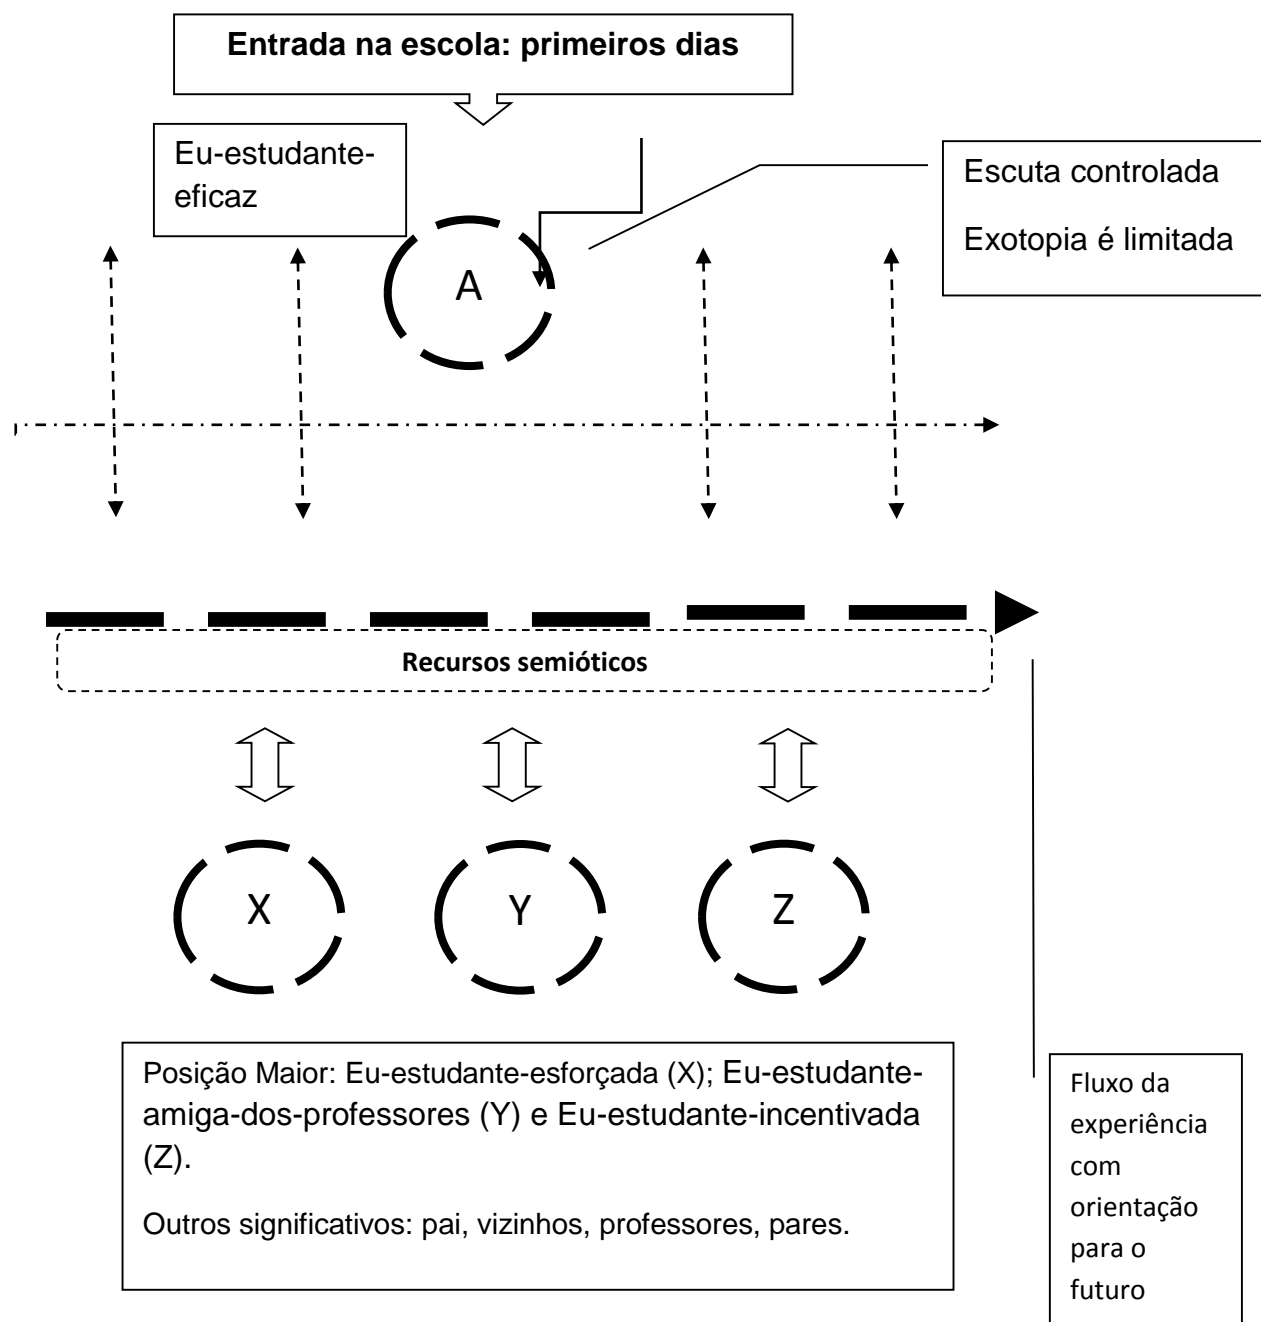 Entrada na escola: primeiros dias
Eu-estudante-
eficaz
Escuta controlada
Exotopia é limitada
A
Recursos semióticos
X
Y
Z
Posição Maior: Eu-estudante-esforçada (X); Eu-estudante-
amiga-dos-professores (Y) e Eu-estudante-incentivada
(Z).
Outros significativos: pai, vizinhos, professores, pares.
Fluxo da
experiência
com
orientação
para o
futuro